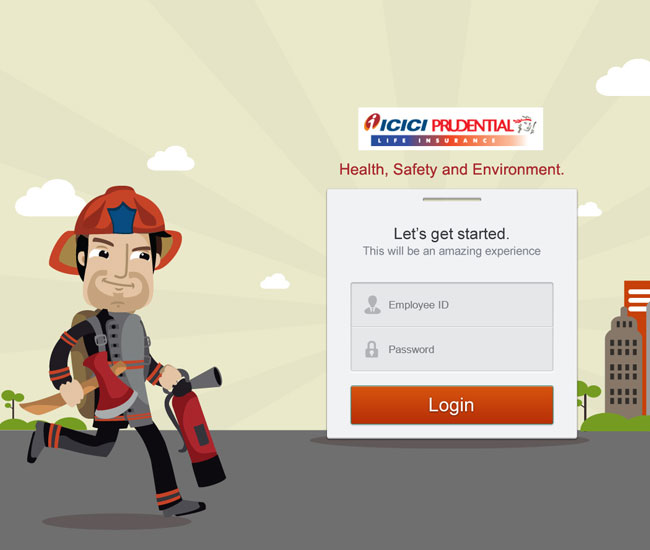 ICICI PRUDENTIAL
LIFE INSURANCE
Health, Safety and Environment.
Let's get started.
This will be an amazing experience
Employee ID
Password
Login